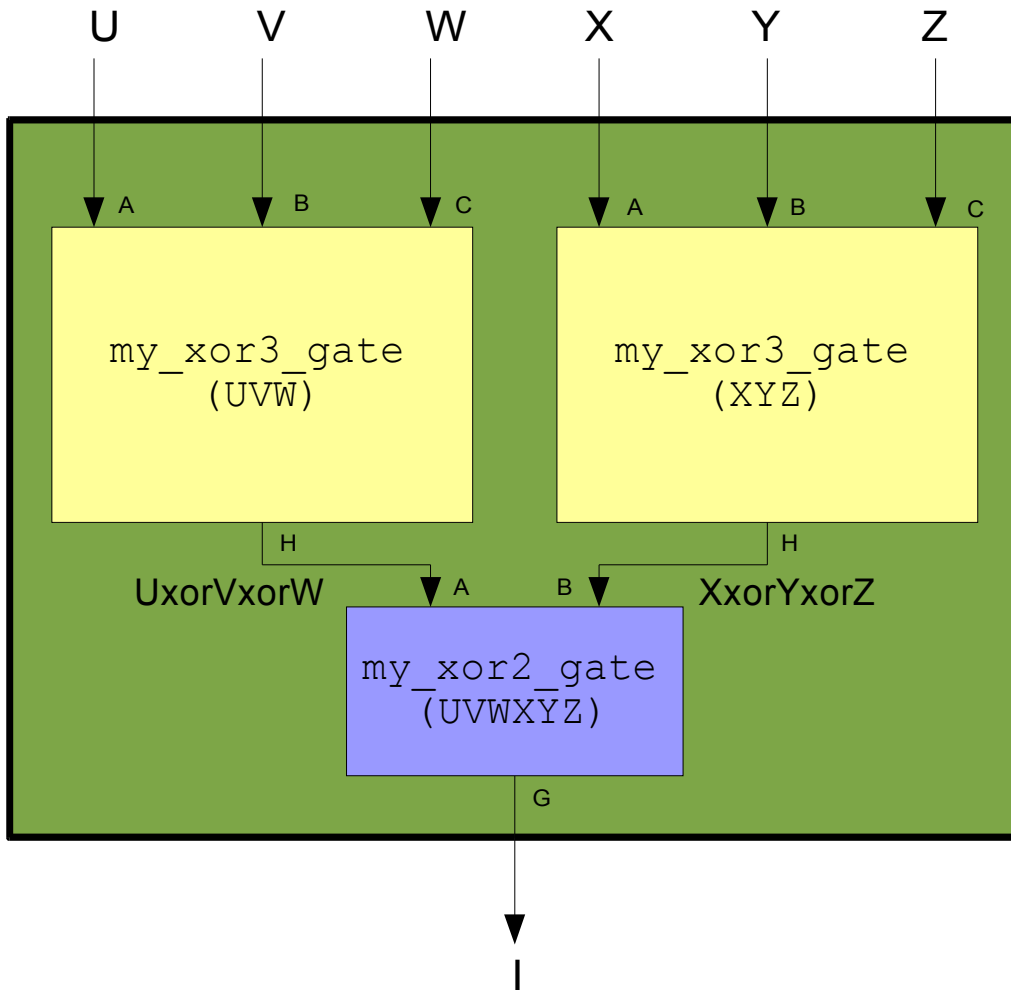 U V W X Y Z
A B C A B C
my_xor3_gate
(UVW)
my_xor3_gate
(XYZ)
H H
UxorVxorW A B XxorYxorZ
my_xor2_gate
(UVWXYZ)
G
I